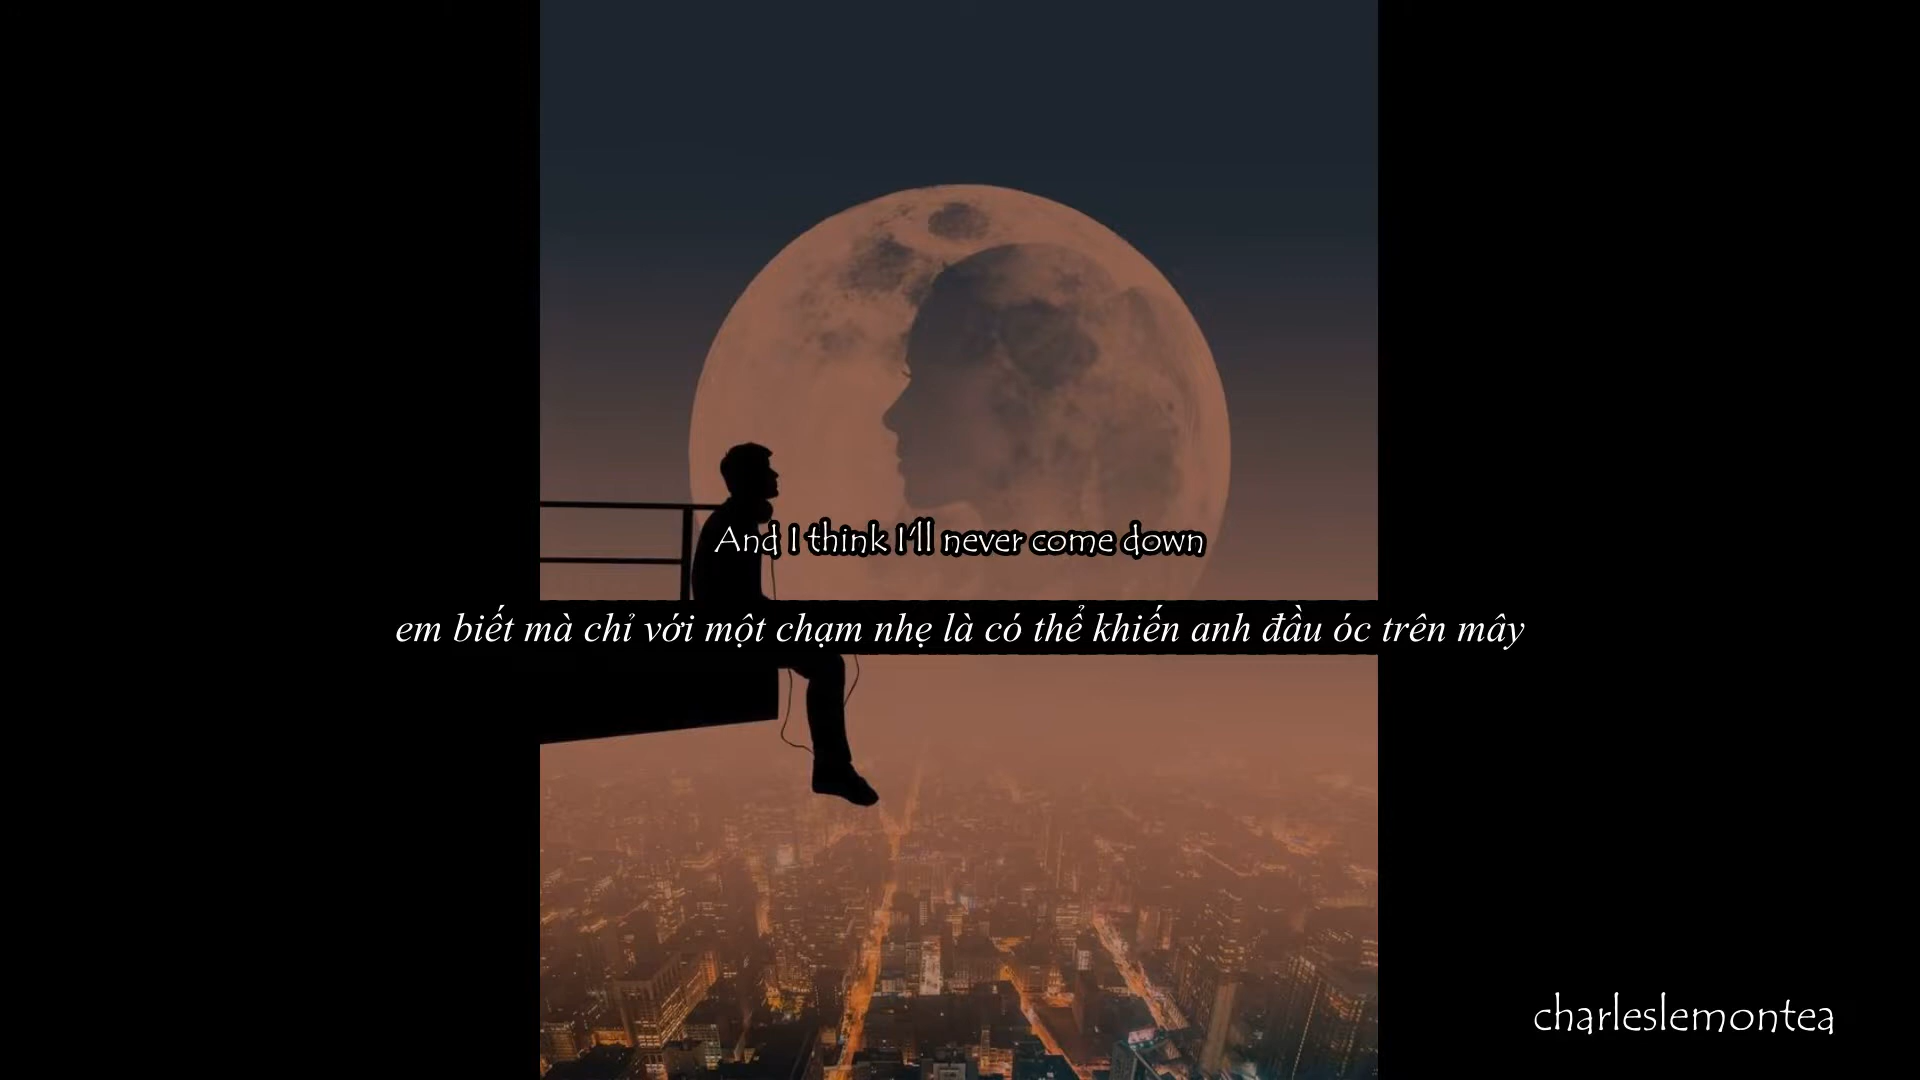 And I think I'll never come down
em biết mà chỉ với một chạm nhẹ là có thể khiến anh đầu óc trên mây
charleslemontea